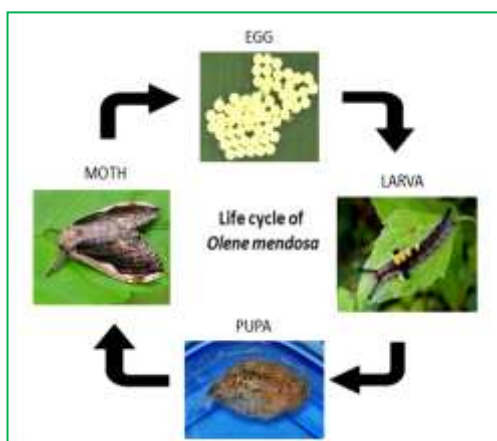 EGG
MOTH
LARVA
Life cycle of
Olene mendosa
PUPA